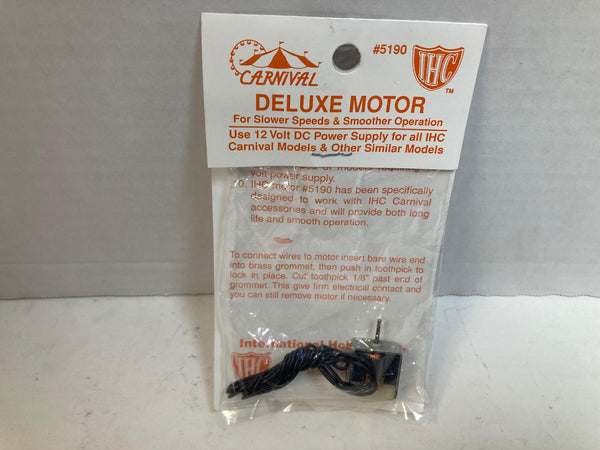 CARNIVAL
#5190
IHC
TM
DELUXE MOTOR
For Slower Speeds & Smoother Operation
Use 12 Volt DC Power Supply for all IHC
Carnival Models & Other Similar Models
of models requiring
volt power supply.
IHC motor #5190 has been specifically
designed to work with IHC Carnival
accessories and will provide both long
life and smooth operation.
To connect wires to motor insert bare wire end
into brass grommet, then push in toothpick to
lock in place. Cut toothpick 1/8" past end of
grommet. This give firm electrical contact and
you can still remove motor if necessary.
International
IHC